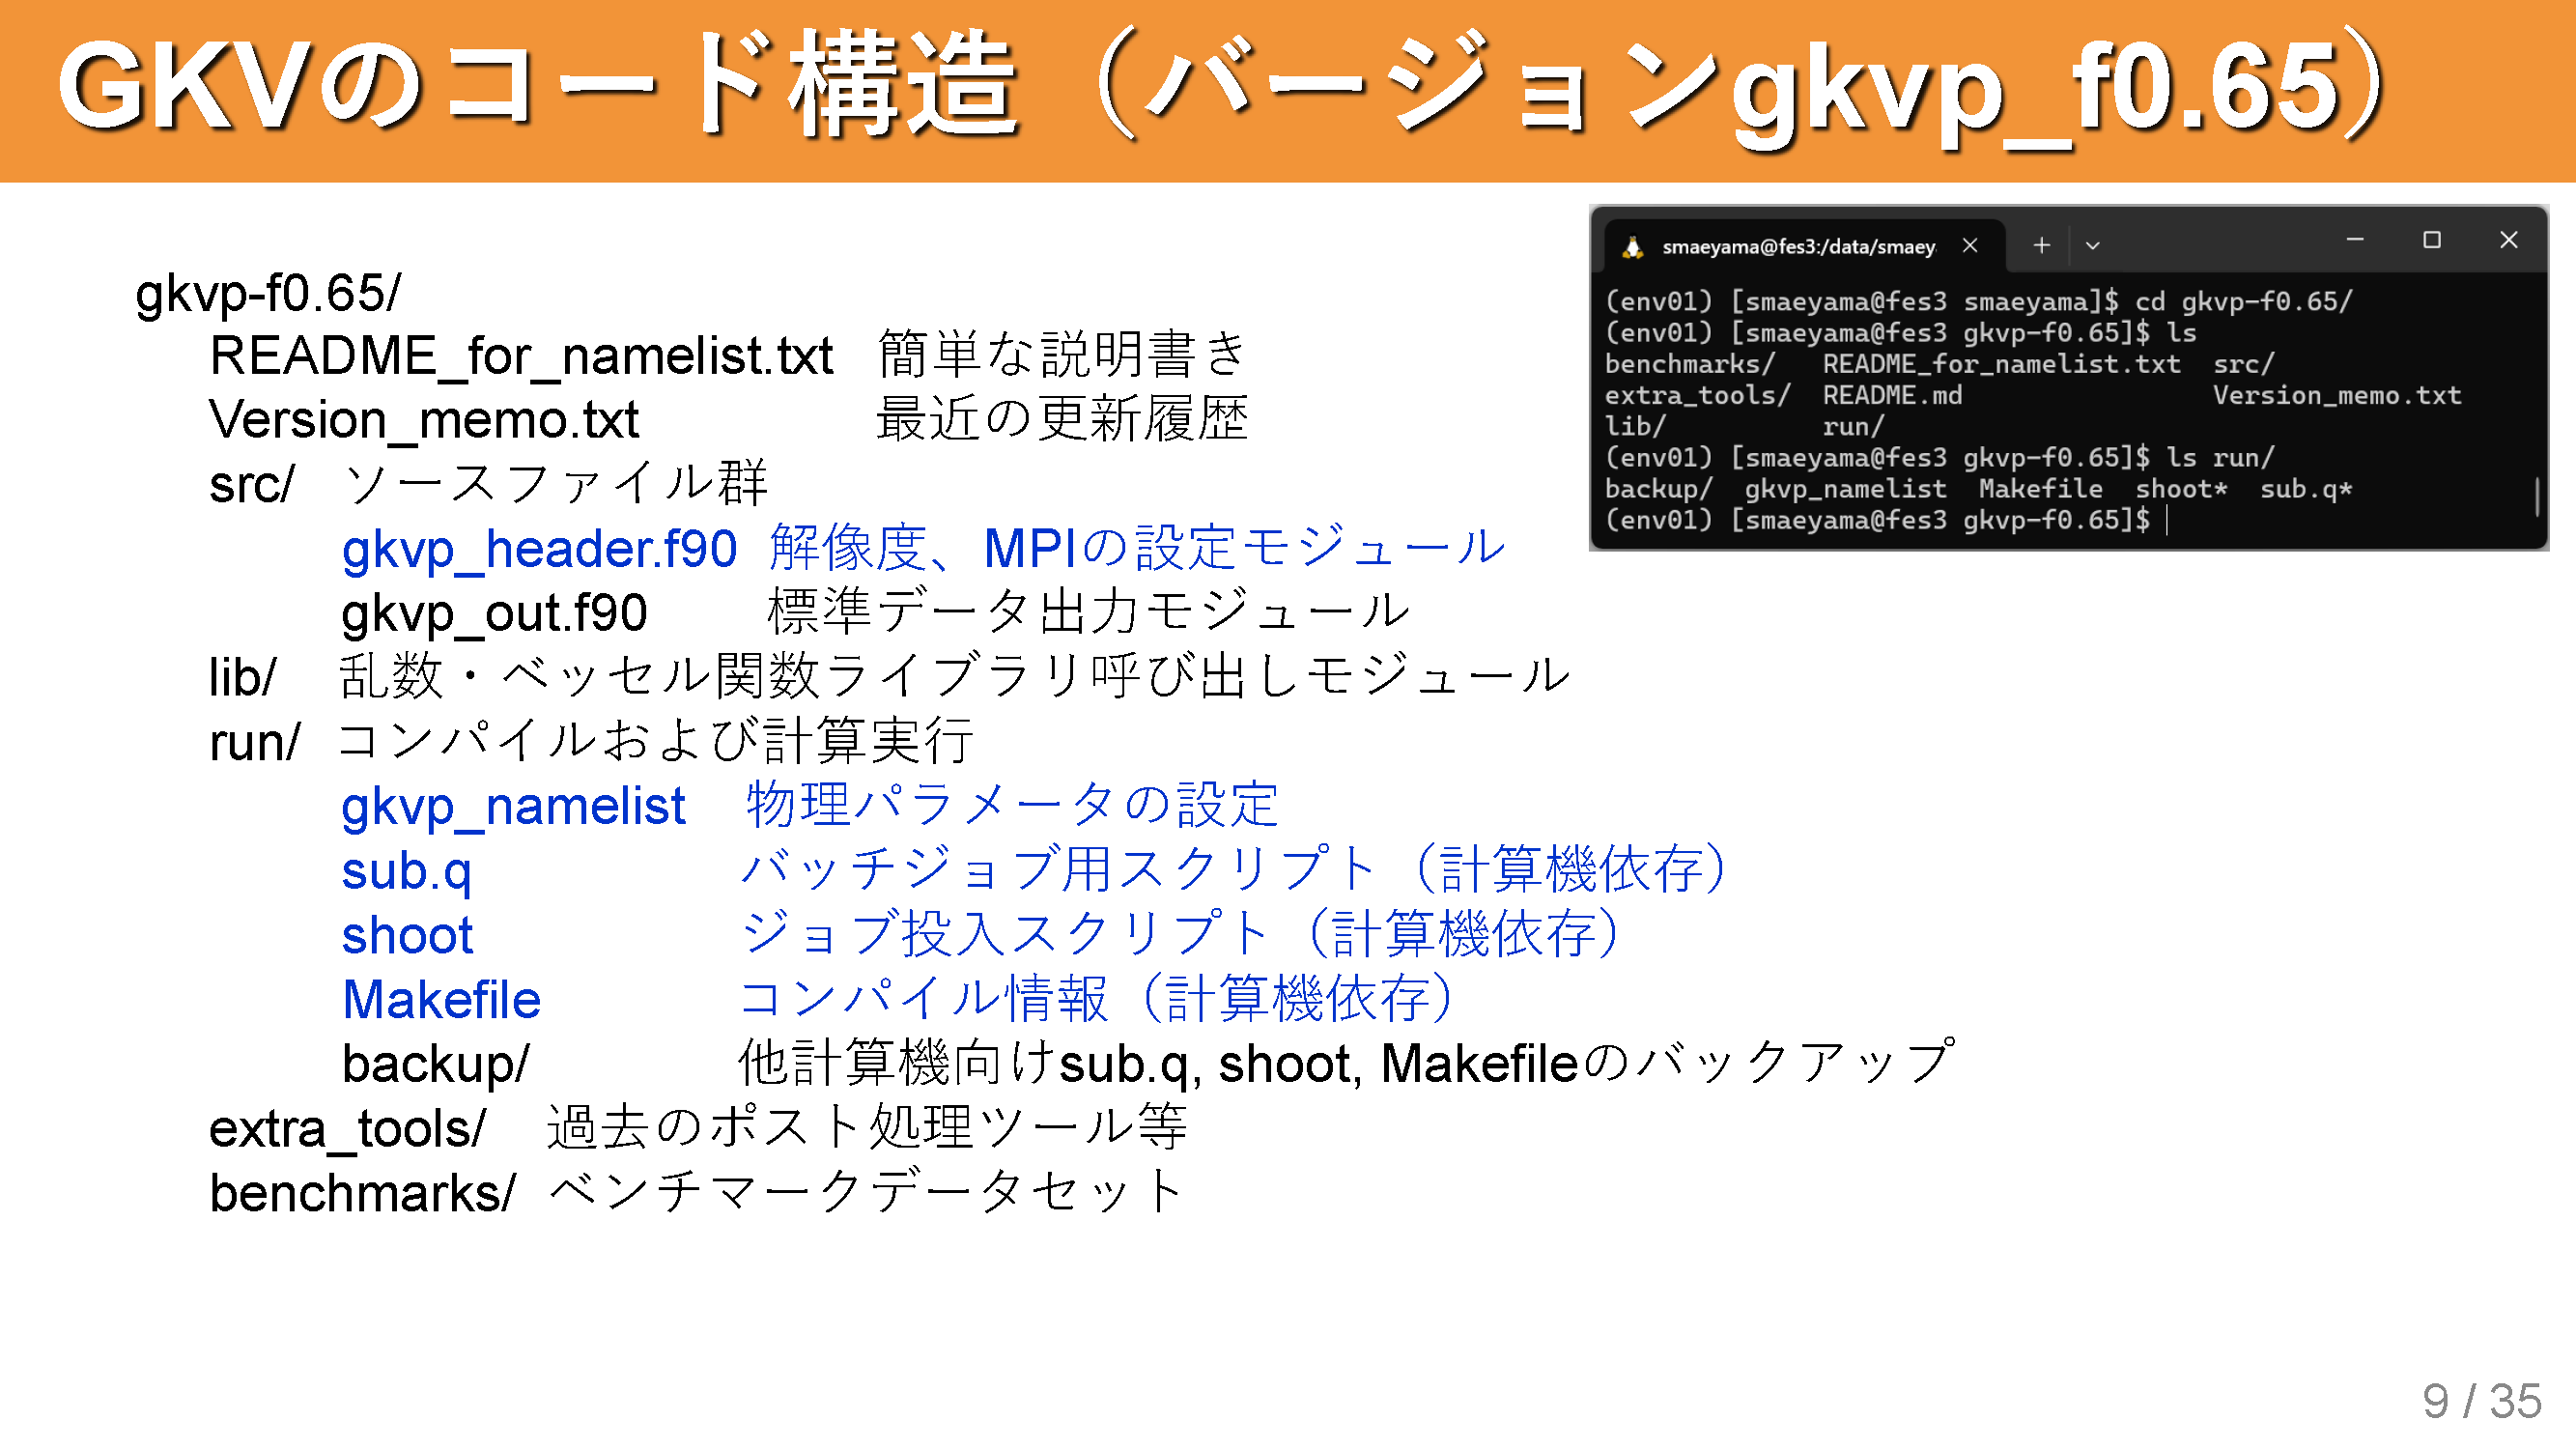 GKVのコード構造（バージョンgkvp_f0.65）
gkvp-f0.65/
README_for_namelist.txt 簡単な説明書き
Version_memo.txt 最近の更新履歴
src/ ソースファイル群
gkvp_header.f90 解像度、MPIの設定モジュール
gkvp_out.f90 標準データ出力モジュール
lib/ 乱数・ベッセル関数ライブラリ呼び出しモジュール
run/ コンパイルおよび計算実行
gkvp_namelist 物理パラメータの設定
sub.q バッチジョブ用スクリプト（計算機依存）
shoot ジョブ投入スクリプト（計算機依存）
Makefile コンパイル情報（計算機依存）
backup/ 他計算機向けsub.q, shoot, Makefileのバックアップ
extra_tools/ 過去のポスト処理ツール等
benchmarks/ ベンチマークデータセット
smaeyama@fes3:/data/smaey
(env01) [smaeyama@fes3 smaeyama]$ cd gkvp-f0.65/
(env01) [smaeyama@fes3 gkvp-f0.65]$ ls
benchmarks/ README_for_namelist.txt src/
extra_tools/ README.md Version_memo.txt
lib/ run/
(env01) [smaeyama@fes3 gkvp-f0.65]$ ls run/
backup/ gkvp_namelist Makefile shoot* sub.q*
(env01) [smaeyama@fes3 gkvp-f0.65]$
9 / 35